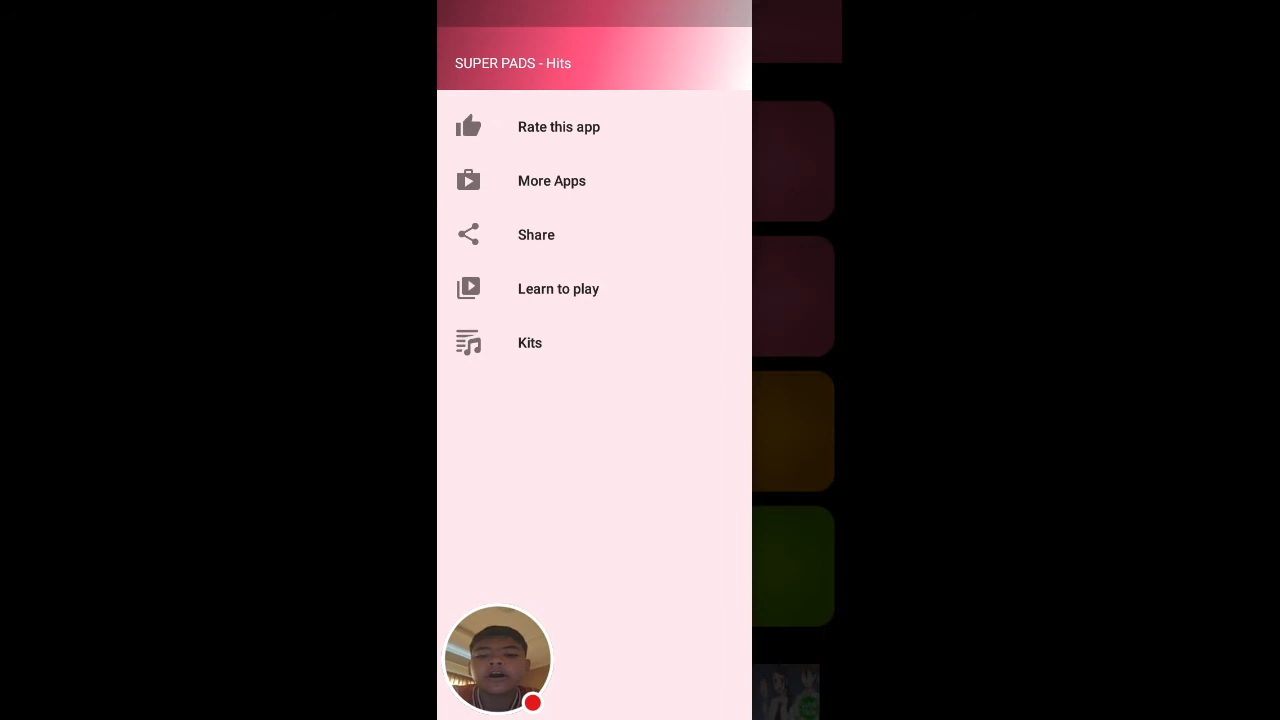 SUPER PADS - Hits
Rate this app
More Apps
Share
Learn to play
Kits